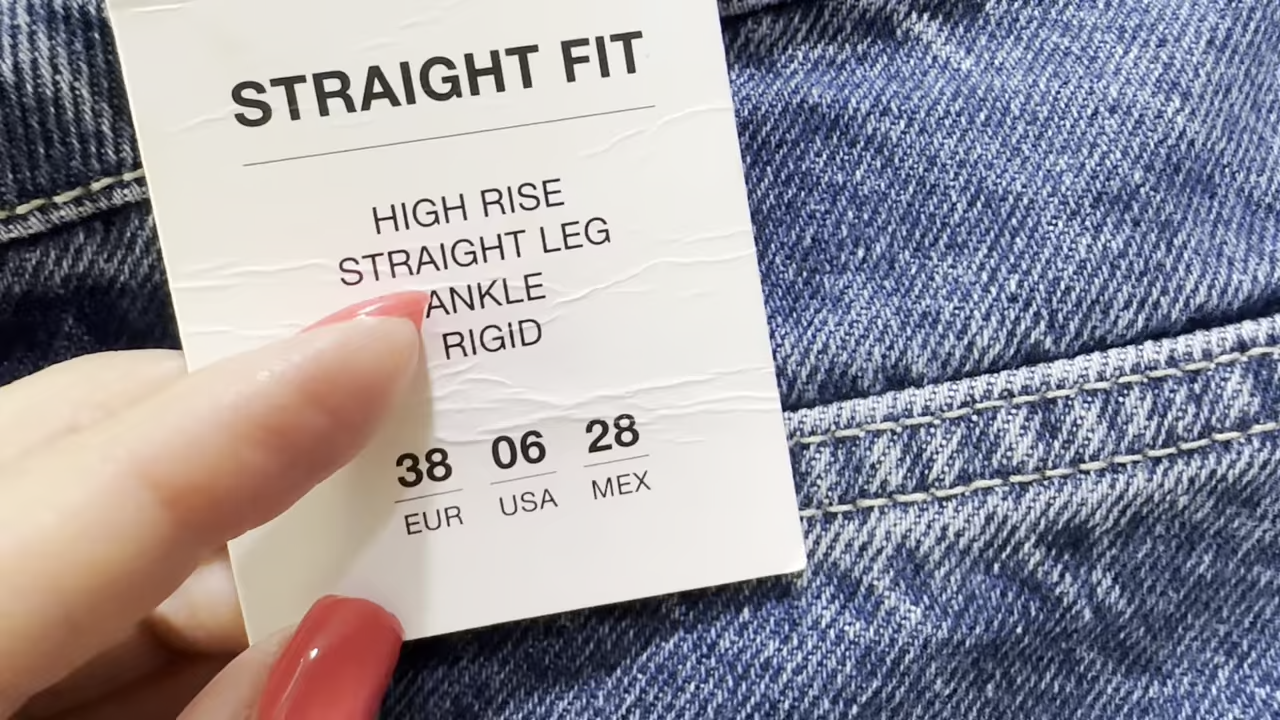 STRAIGHT FIT
HIGH RISE
STRAIGHT LEG
ANKLE
RIGID
38 06 28
EUR USA MEX